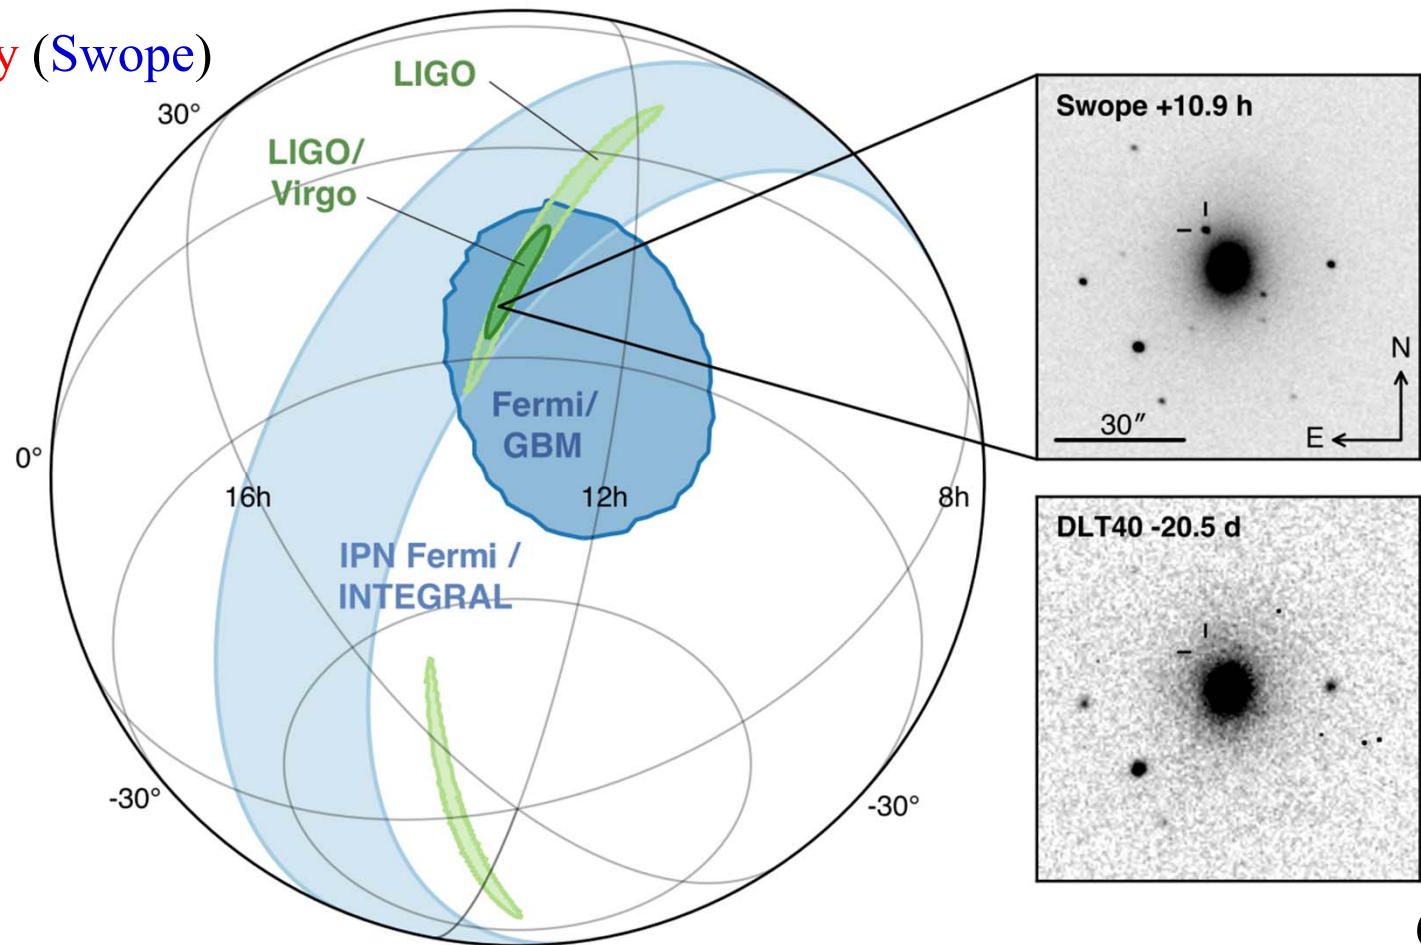 y (Swope)
LIGO
30°
LIGO/
Virgo
Swope +10.9 h
N
Fermi/
GBM
30″
E
0°
16h
12h
8h
DLT40 -20.5 d
IPN Fermi /
INTEGRAL
-30°
-30°